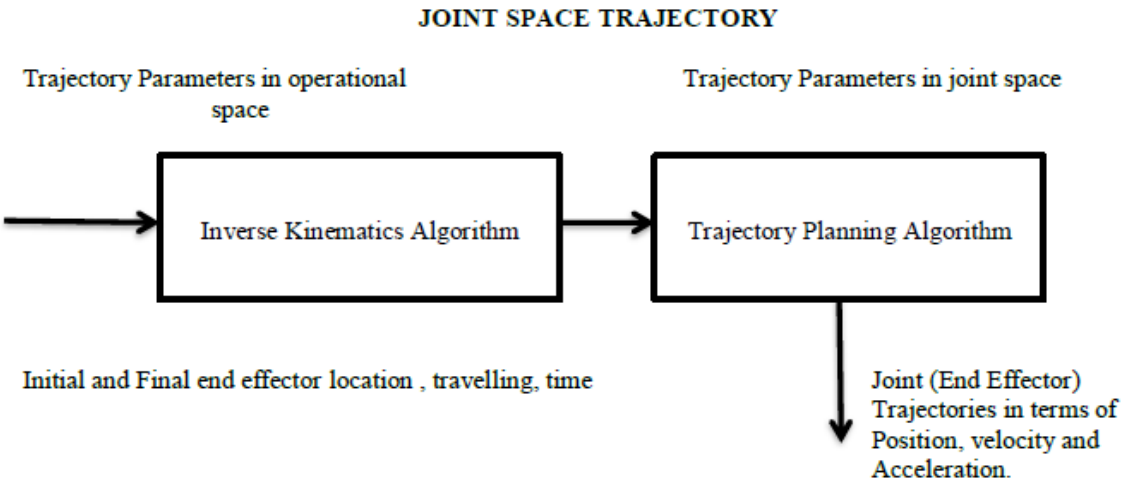 JOINT SPACE TRAJECTORY
Trajectory Parameters in operational
space
Trajectory Parameters in joint space
Inverse Kinematics Algorithm
Trajectory Planning Algorithm
Initial and Final end effector location , travelling, time
Joint (End Effector)
Trajectories in terms of
Position, velocity and
Acceleration.